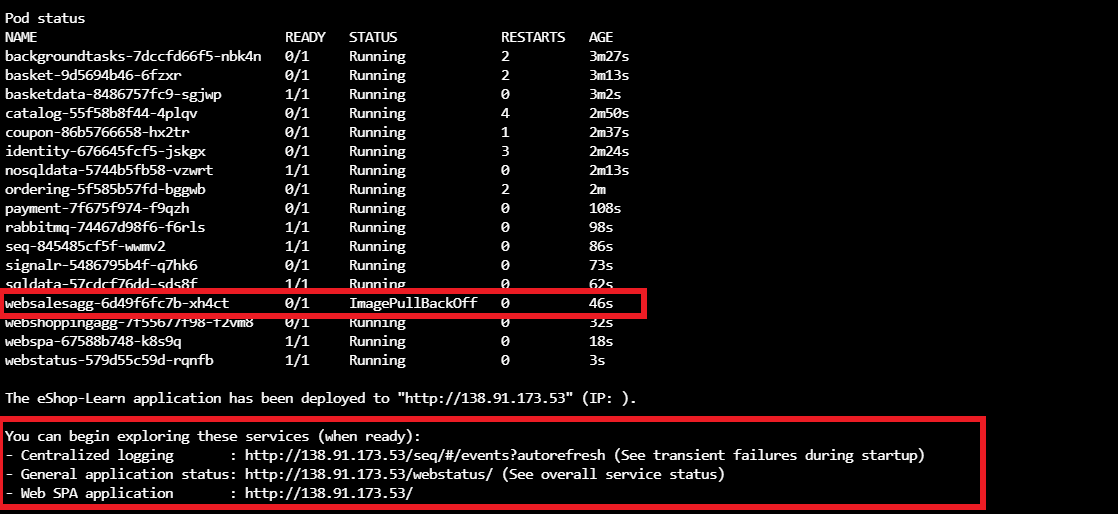 Pod status
NAME READY STATUS RESTARTS AGE
backgroundtasks-7dccfd66f5-nbk4n 0/1 Running 2 3m27s
basket-9d5694b46-6fzxr 0/1 Running 2 3m13s
basketdata-8486757fc9-sgjwp 1/1 Running 0 3m2s
catalog-55f58b8f44-4plqv 0/1 Running 4 2m50s
coupon-86b5766658-hx2tr 0/1 Running 1 2m37s
identity-676645fcf5-jskgx 0/1 Running 3 2m24s
nosqldata-5744b5fb58-vzwrt 1/1 Running 0 2m13s
ordering-5f585b57fd-bggwb 0/1 Running 2 2m
payment-7f675f974-f9qzh 0/1 Running 0 108s
rabbitmq-74467d98f6-f6rls 1/1 Running 0 98s
seq-845485cf5f-wwmv2 1/1 Running 0 86s
signalr-5486795b4f-q7hk6 0/1 Running 0 73s
sqldata-57cdcf76dd-sds8f 1/1 Running 0 62s
websalesagg-6d49f6fc7b-xh4ct 0/1 ImagePullBackOff 0 46s
webshoppingagg-7f55677f98-f2vm8 0/1 Running 0 32s
webspa-67588b748-k8s9q 1/1 Running 0 18s
webstatus-579d55c59d-rqnfb 1/1 Running 0 3s
The eShop-Learn application has been deployed to "http://138.91.173.53" (IP: ).
You can begin exploring these services (when ready):
- Centralized logging : http://138.91.173.53/seq/#/events?autorefresh (See transient failures during startup)
- General application status: http://138.91.173.53/webstatus/ (See overall service status)
- Web SPA application : http://138.91.173.53/